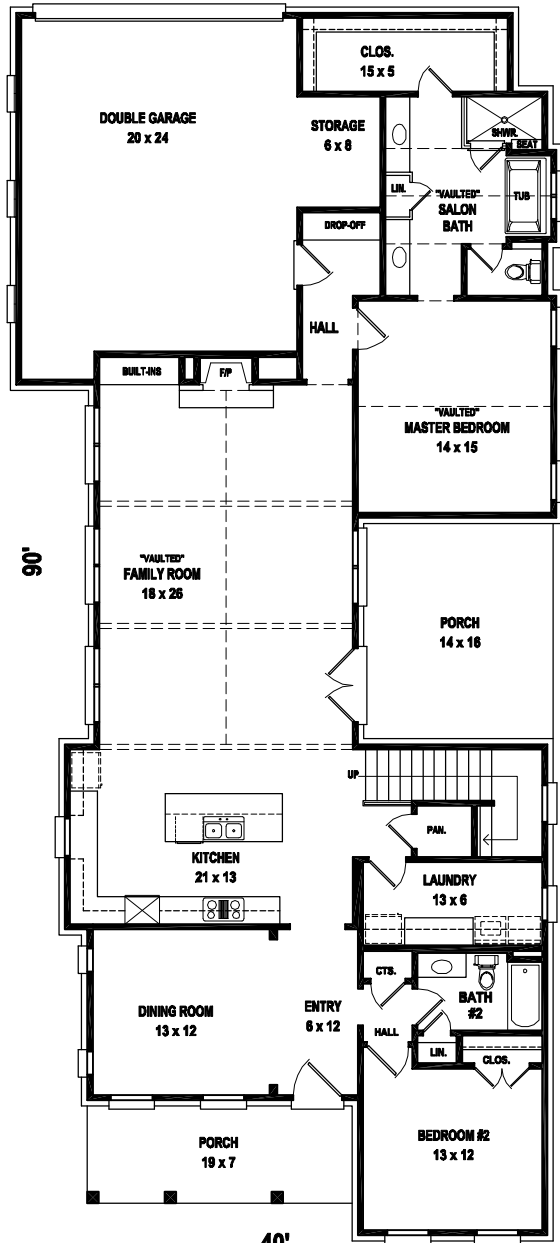 CLOS.
15 x 5
DOUBLE GARAGE
20 x 24
STORAGE
6 x 8
SHWR.
SEAT
LIN.
"VAULTED"
SALON
BATH
TUB
DROP-OFF
HALL
BUILT-INS
F/P
"VAULTED"
MASTER BEDROOM
14 x 15
90'
"VAULTED"
FAMILY ROOM
18 x 26
PORCH
14 x 16
UP
PAN.
KITCHEN
21 x 13
LAUNDRY
13 x 6
CTS.
BATH
#2
DINING ROOM
13 x 12
ENTRY
6 x 12
HALL
LIN.
CLOS.
PORCH
19 x 7
BEDROOM #2
13 x 12
40'